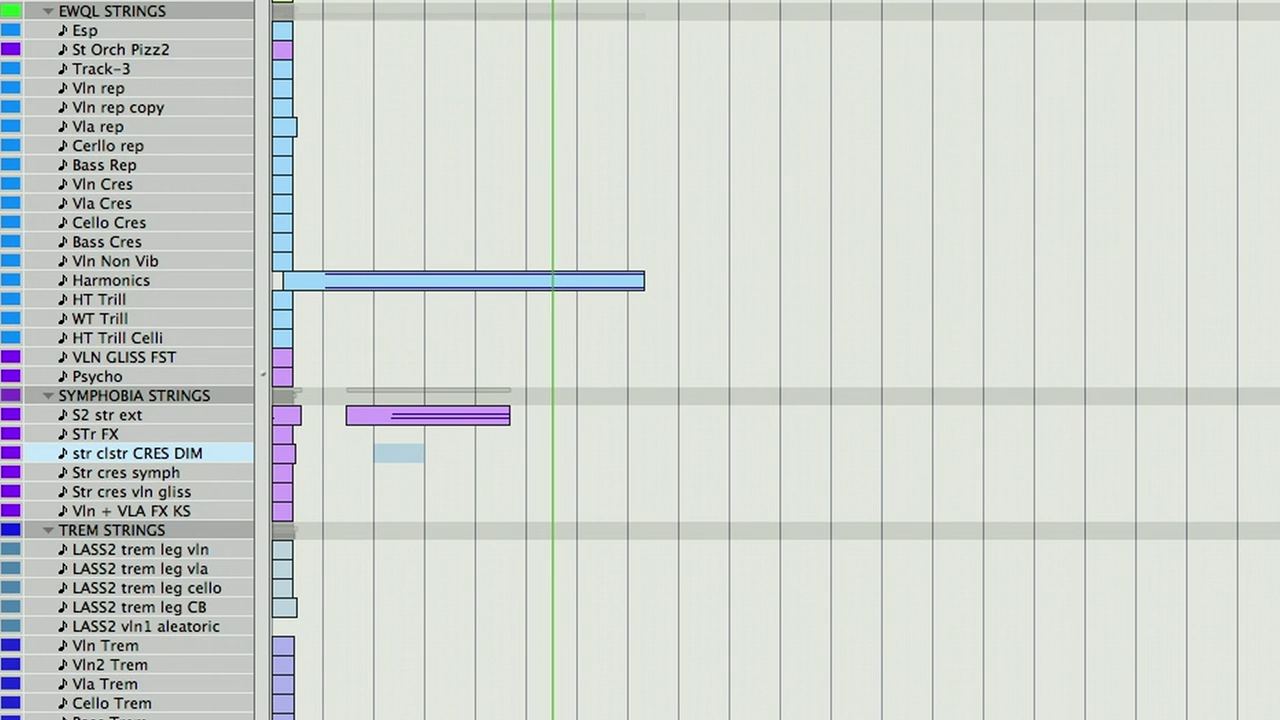 EWQL STRINGS
Esp
St Orch Pizz2
Track-3
Vln rep
Vln rep copy
Vla rep
Cerllo rep
Bass Rep
Vln Cres
Vla Cres
Cello Cres
Bass Cres
Vln Non Vib
Harmonics
HT Trill
WT Trill
HT Trill Celli
VLN GLISS FST
Psycho
SYMPHOBIA STRINGS
S2 str ext
STr FX
str clstr CRES DIM
Str cres symph
Str cres vln gliss
Vln + VLA FX KS
TREM STRINGS
LASS2 trem leg vln
LASS2 trem leg vla
LASS2 trem leg cello
LASS2 trem leg CB
LASS2 vln1 aleatoric
Vln Trem
Vln2 Trem
Vla Trem
Cello Trem